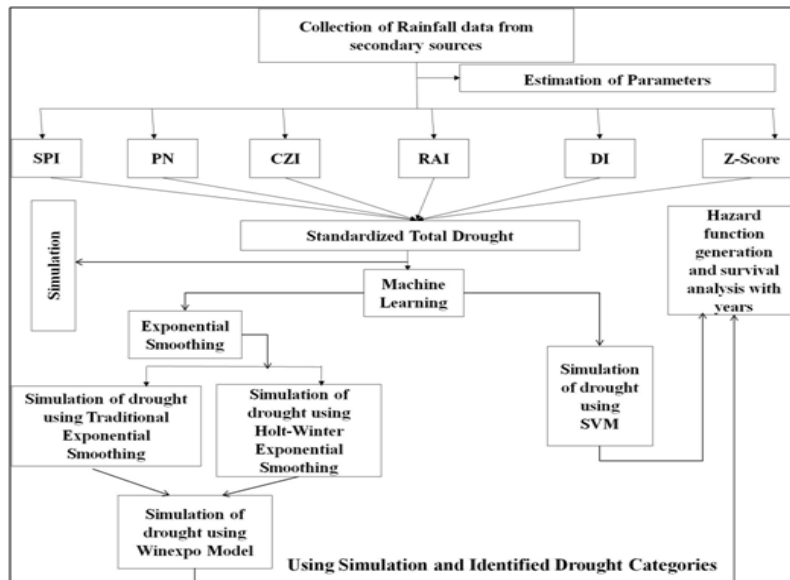 Collection of Rainfall data from
secondary sources
Estimation of Parameters
SPI
PN
CZI
RAI
DI
Z-Score
Standardized Total Drought
Simulation
Hazard
function
generation
and survival
analysis with
years
Machine
Learning
Exponential
Smoothing
Simulation of drought
using Traditional
Exponential
Smoothing
Simulation of
drought using
Holt-Winter
Exponential
Smoothing
Simulation
of drought
using
SVM
Simulation of
drought using
Winexpo Model
Using Simulation and Identified Drought Categories